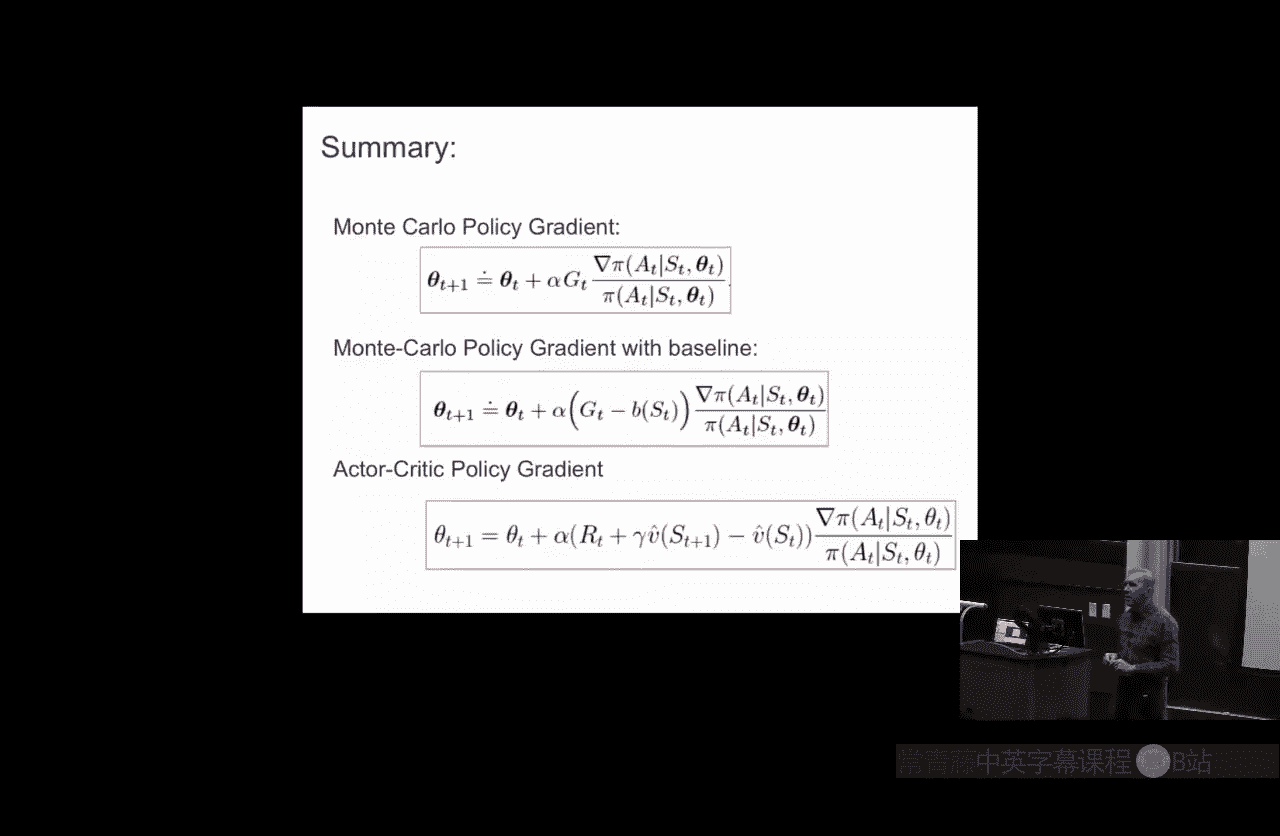 Summary:
Monte Carlo Policy Gradient:
θ_{t+1} ≐ θ_t + αG_t ∇π(A_t|S_t, θ_t) / π(A_t|S_t, θ_t).
Monte-Carlo Policy Gradient with baseline:
θ_{t+1} ≐ θ_t + α(G_t − b(S_t)) ∇π(A_t|S_t, θ_t) / π(A_t|S_t, θ_t)
Actor-Critic Policy Gradient
θ_{t+1} = θ_t + α(R_t + γv̂(S_{t+1}) − v̂(S_t)) ∇π(A_t|S_t, θ_t) / π(A_t|S_t, θ_t)
常青藤中英字幕课程 B站